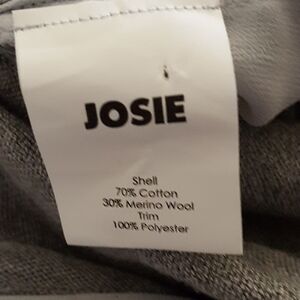 JOSIE
Shell
70% Cotton
30% Merino Wool
Trim
100% Polyester